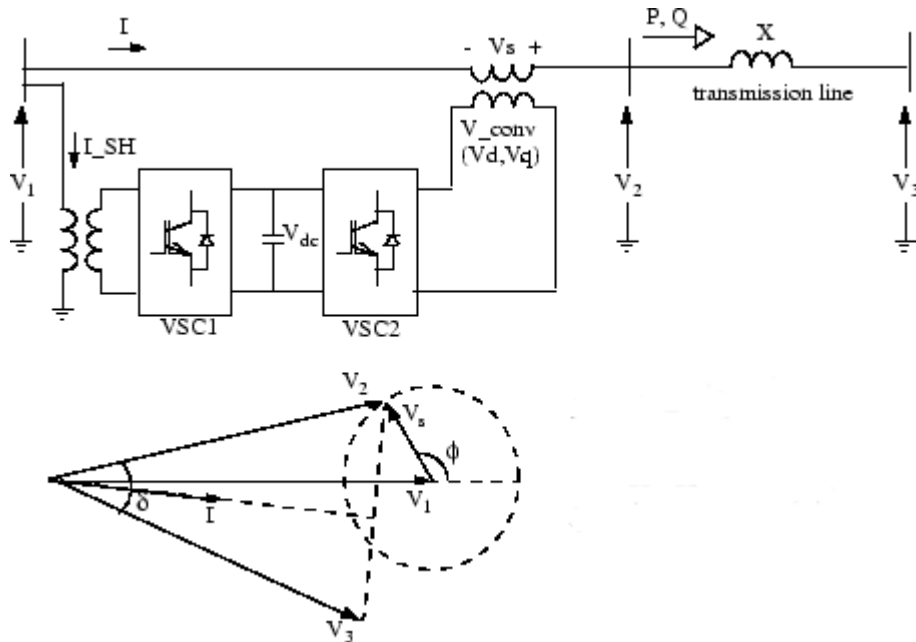 I
- Vs +
P, Q
X
transmission line
I_SH
V_conv
(Vd,Vq)
V1
V2
V3
Vdc
VSC1
VSC2
V2
Vs
ϕ
V1
δ
I
V3